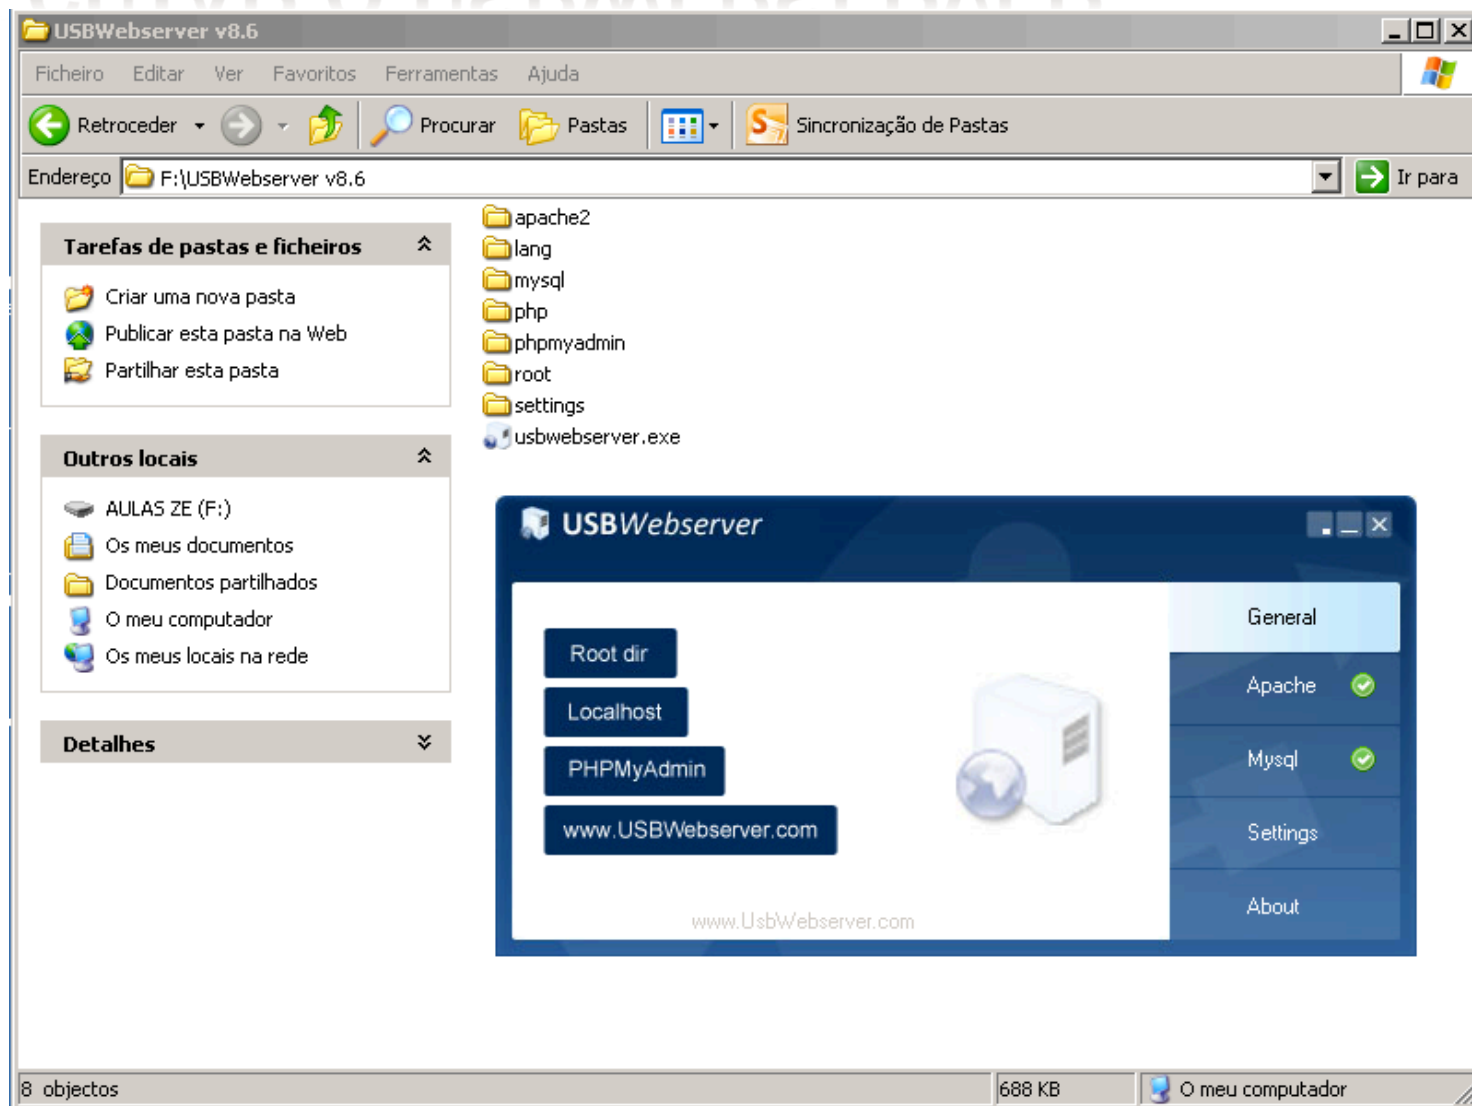 USBWebserver v8.6
Ficheiro Editar Ver Favoritos Ferramentas Ajuda
Retroceder Procurar Pastas Sincronização de Pastas
Endereço F:\USBWebserver v8.6 Ir para
Tarefas de pastas e ficheiros
Criar uma nova pasta
Publicar esta pasta na Web
Partilhar esta pasta
Outros locais
AULAS ZE (F:)
Os meus documentos
Documentos partilhados
O meu computador
Os meus locais na rede
Detalhes
apache2
lang
mysql
php
phpmyadmin
root
settings
usbwebserver.exe
USBWebserver
Root dir
Localhost
PHPMyAdmin
www.USBWebserver.com
www.UsbWebserver.com
General
Apache
Mysql
Settings
About
8 objectos 688 KB O meu computador